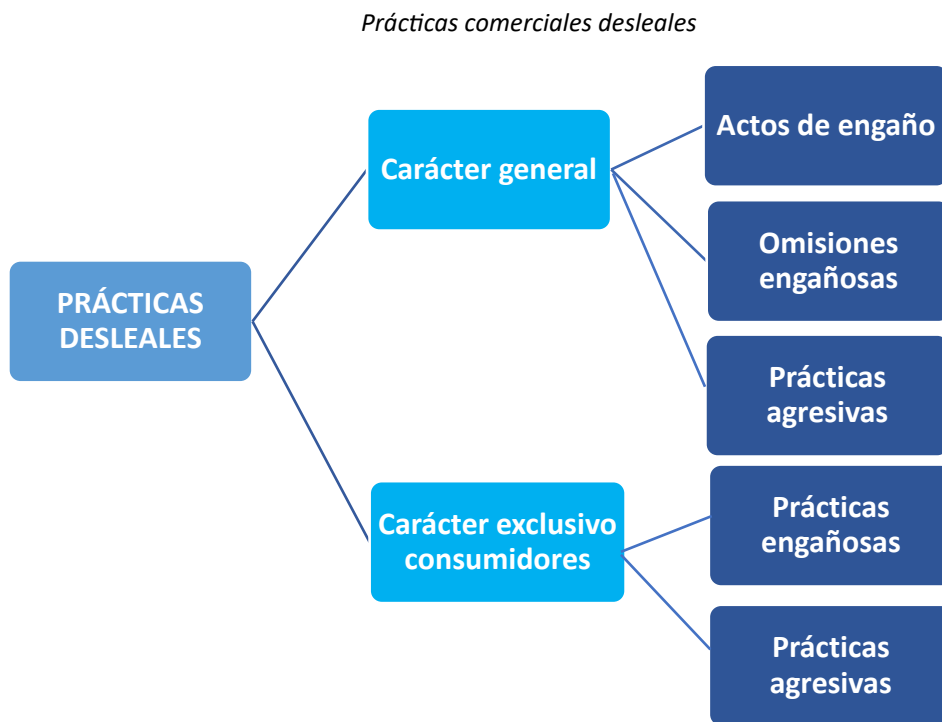 Prácticas comerciales desleales
PRÁCTICAS
DESLEALES
Carácter general
Actos de engaño
Omisiones
engañosas
Prácticas
agresivas
Carácter exclusivo
consumidores
Prácticas
engañosas
Prácticas
agresivas